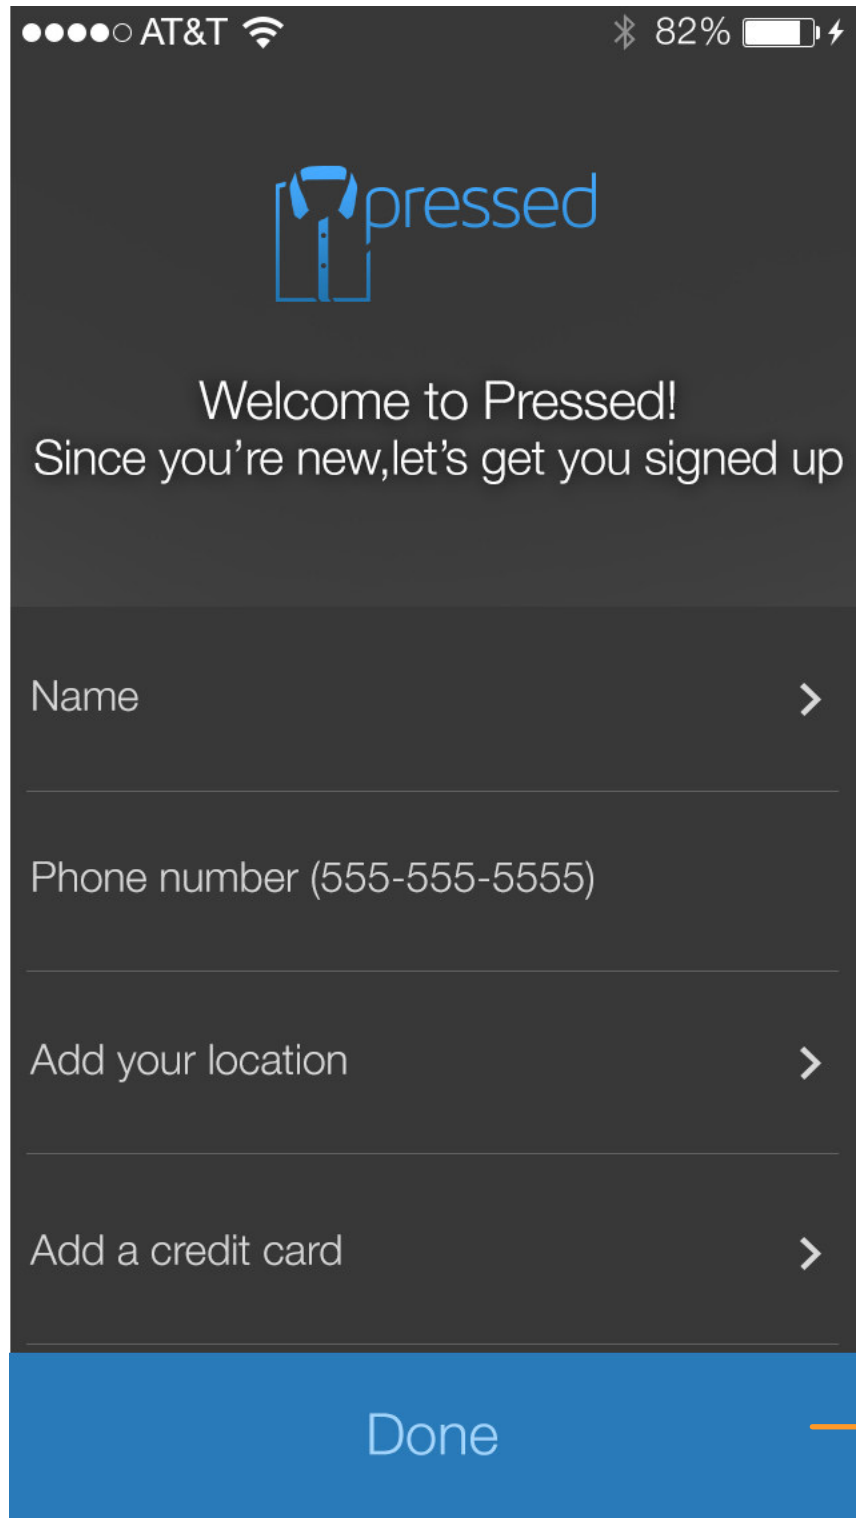 AT&T 82%
pressed
Welcome to Pressed!
Since you’re new,let’s get you signed up
Name
Phone number (555-555-5555)
Add your location
Add a credit card
Done